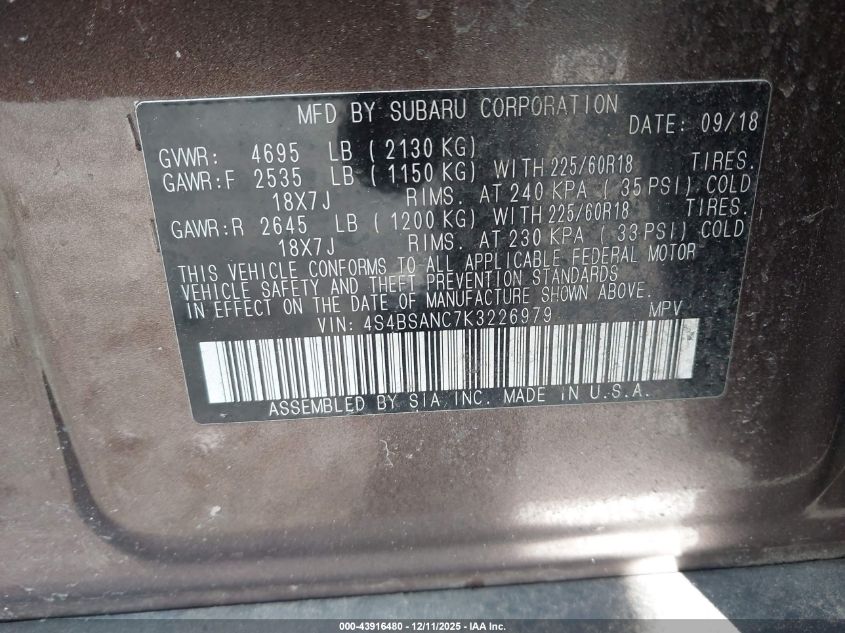 MFD BY SUBARU CORPORATION
DATE: 09/18
GVWR: 4695 LB ( 2130 KG)
GAWR:F 2535 LB ( 1150 KG) WITH 225/60R18 TIRES.
18X7J RIMS. AT 240 KPA ( 35 PSI) COLD
GAWR:R 2645 LB ( 1200 KG) WITH 225/60R18 TIRES.
18X7J RIMS. AT 230 KPA ( 33 PSI) COLD
THIS VEHICLE CONFORMS TO ALL APPLICABLE FEDERAL MOTOR
VEHICLE SAFETY AND THEFT PREVENTION STANDARDS
IN EFFECT ON THE DATE OF MANUFACTURE SHOWN ABOVE.
VIN: 4S4BSANC7K3226979 MPV
ASSEMBLED BY SIA, INC. MADE IN U.S.A.
000-43916480 - 12/11/2025 - IAA Inc.